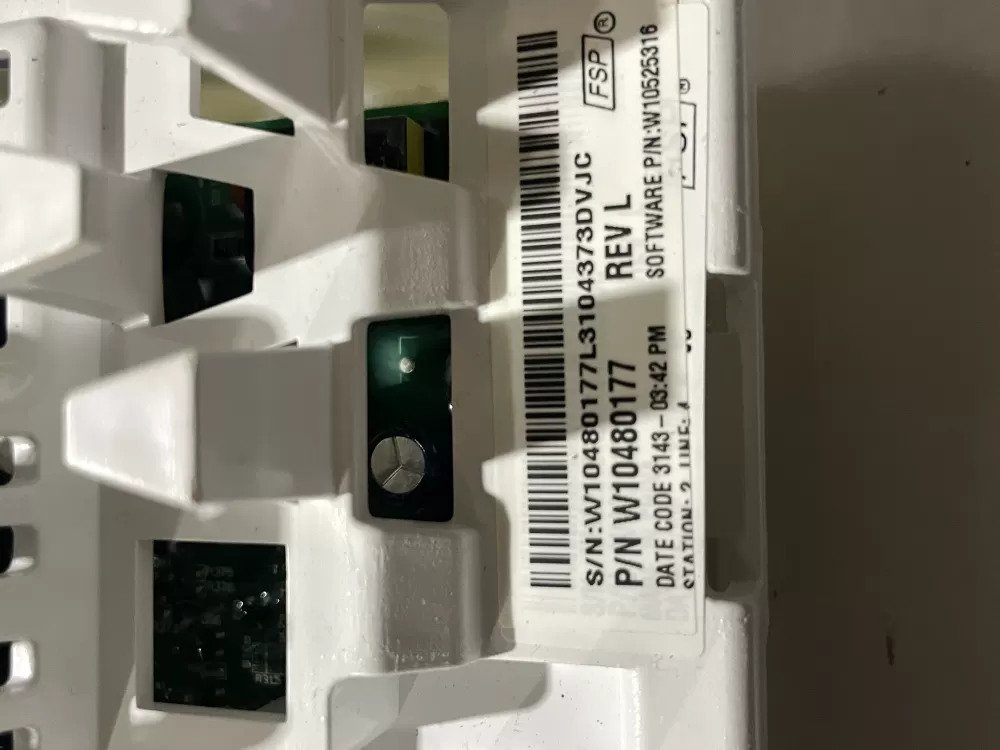 FSP ®
S/N:W10480177L3104373DVJC
P/N W10480177 REV L
DATE CODE 3143-03:42 PM SOFTWARE P/N:W10525316
®